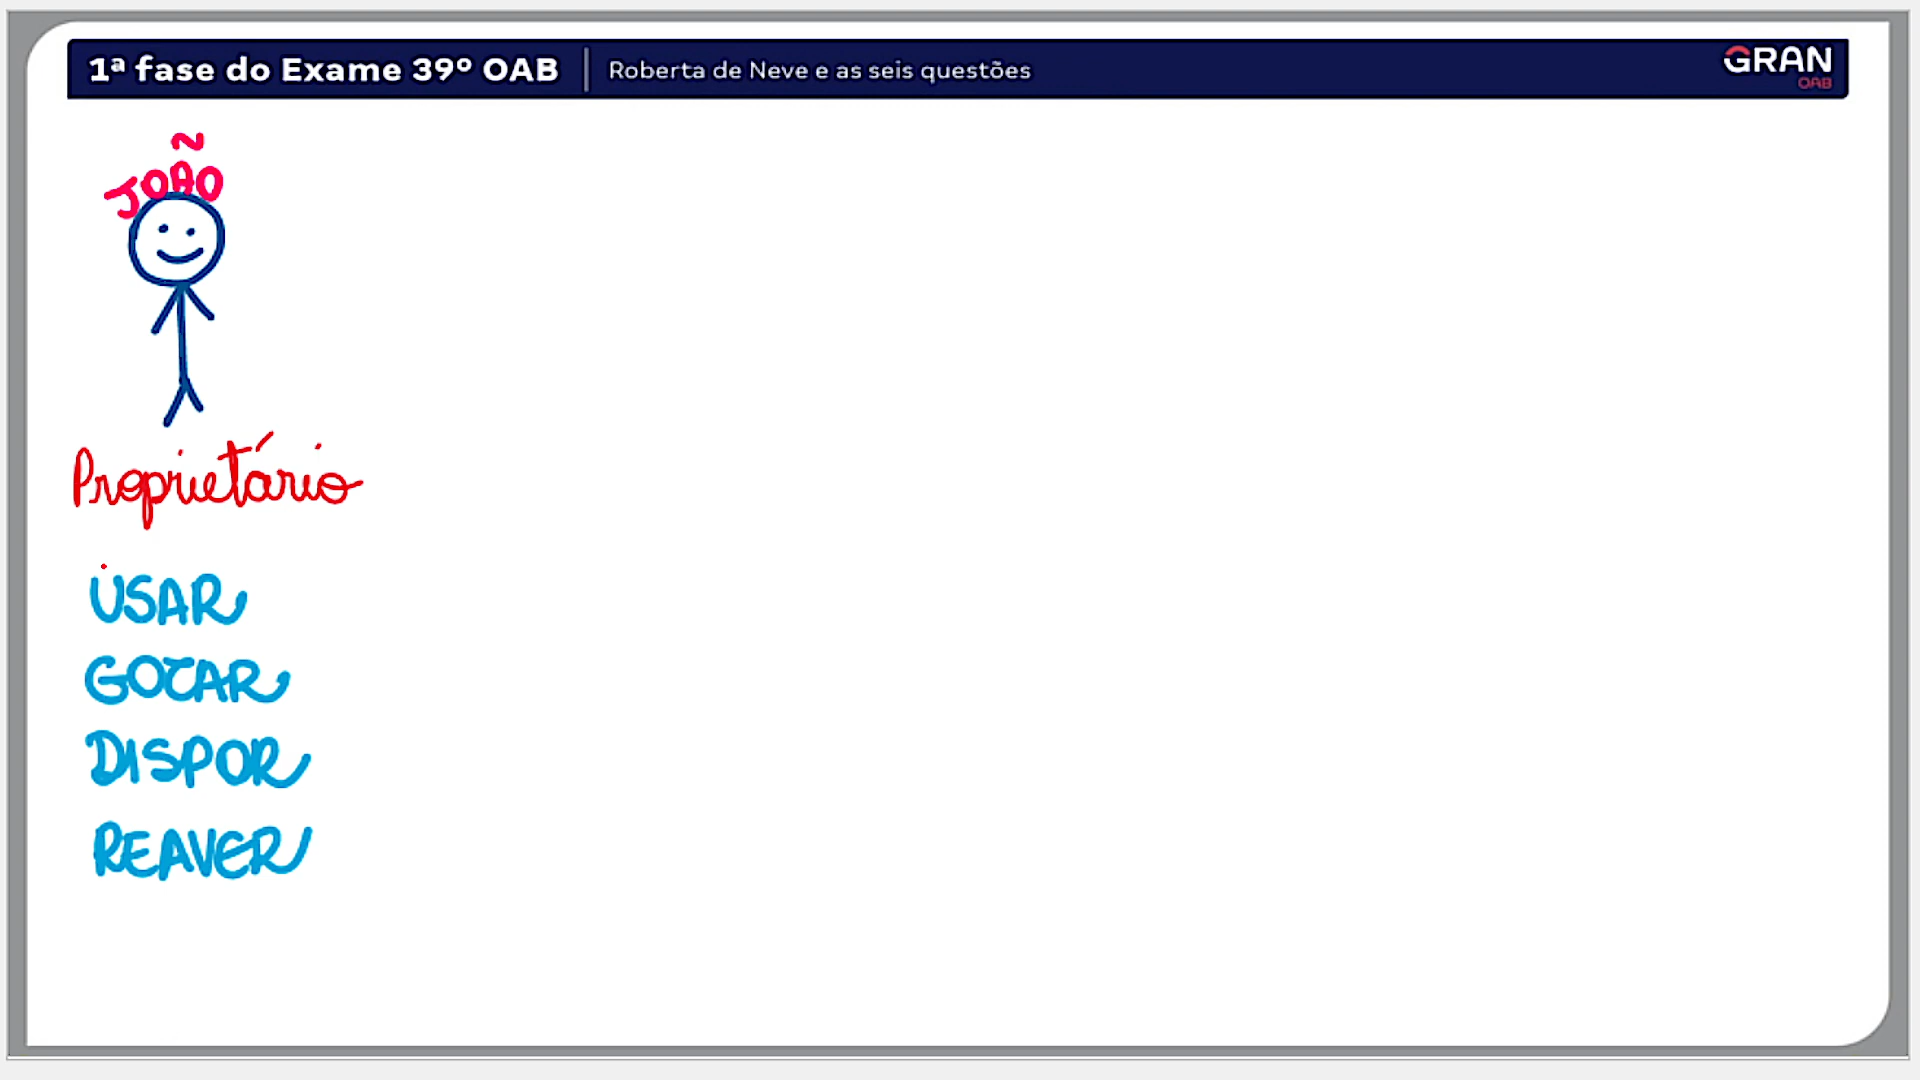 1ª fase do Exame 39º OAB | Roberta de Neve e as seis questões
GRAN
OAB
JOÃO
Proprietário
USAR
GOZAR
DISPOR
REAVER